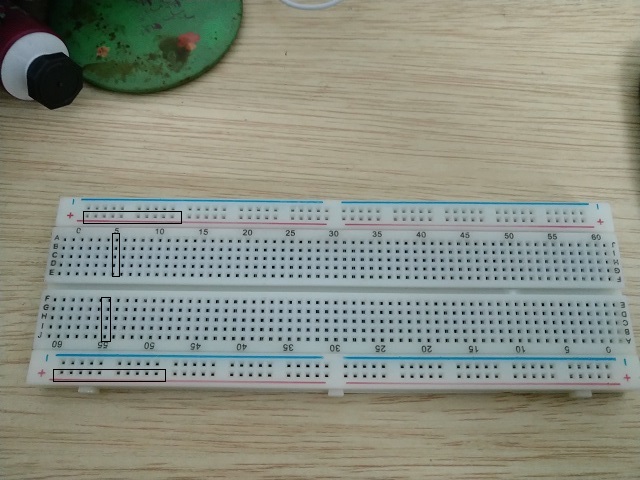 - -
+ +
0 5 10 15 20 25 30 35 40 45 50 55 60
A J
B I
C H
D G
E F
F E
G D
H C
I B
J A
60 55 50 45 40 35 30 25 20 15 10 5 0
- -
+ +